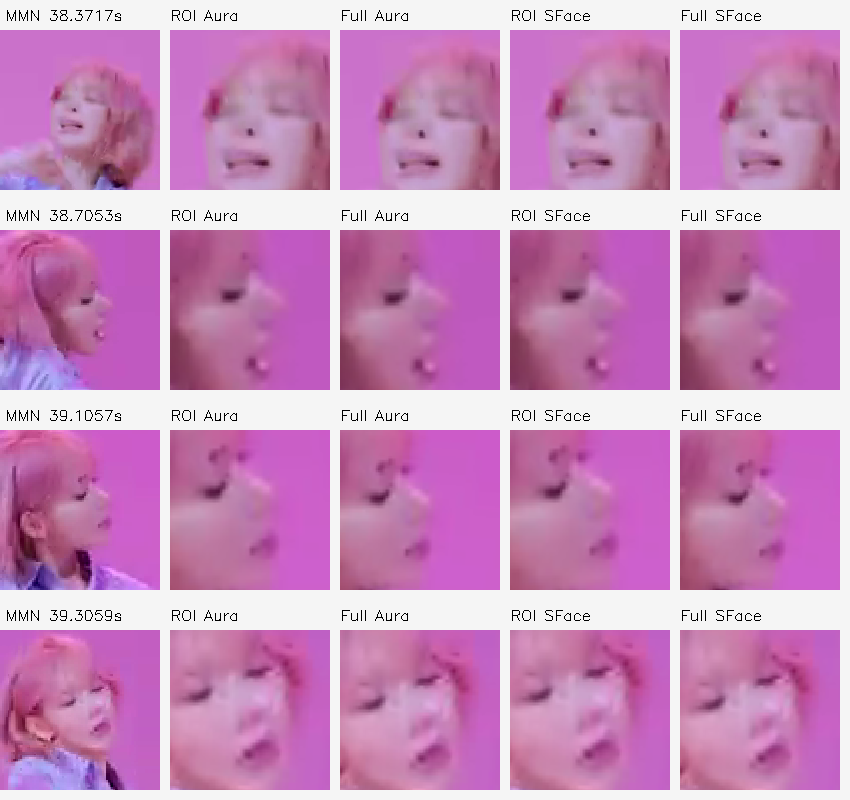 MMN 38.3717s ROI Aura Full Aura ROI SFace Full SFace
MMN 38.7053s ROI Aura Full Aura ROI SFace Full SFace
MMN 39.1057s ROI Aura Full Aura ROI SFace Full SFace
MMN 39.3059s ROI Aura Full Aura ROI SFace Full SFace